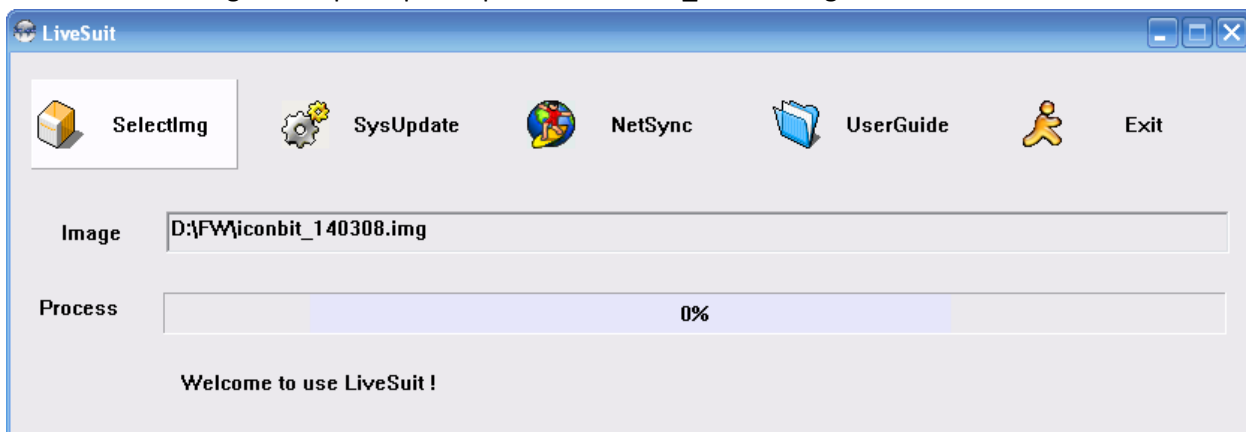 LiveSuit
SelectImg SysUpdate NetSync UserGuide Exit
Image D:\FW\iconbit_140308.img
Process 0%
Welcome to use LiveSuit !